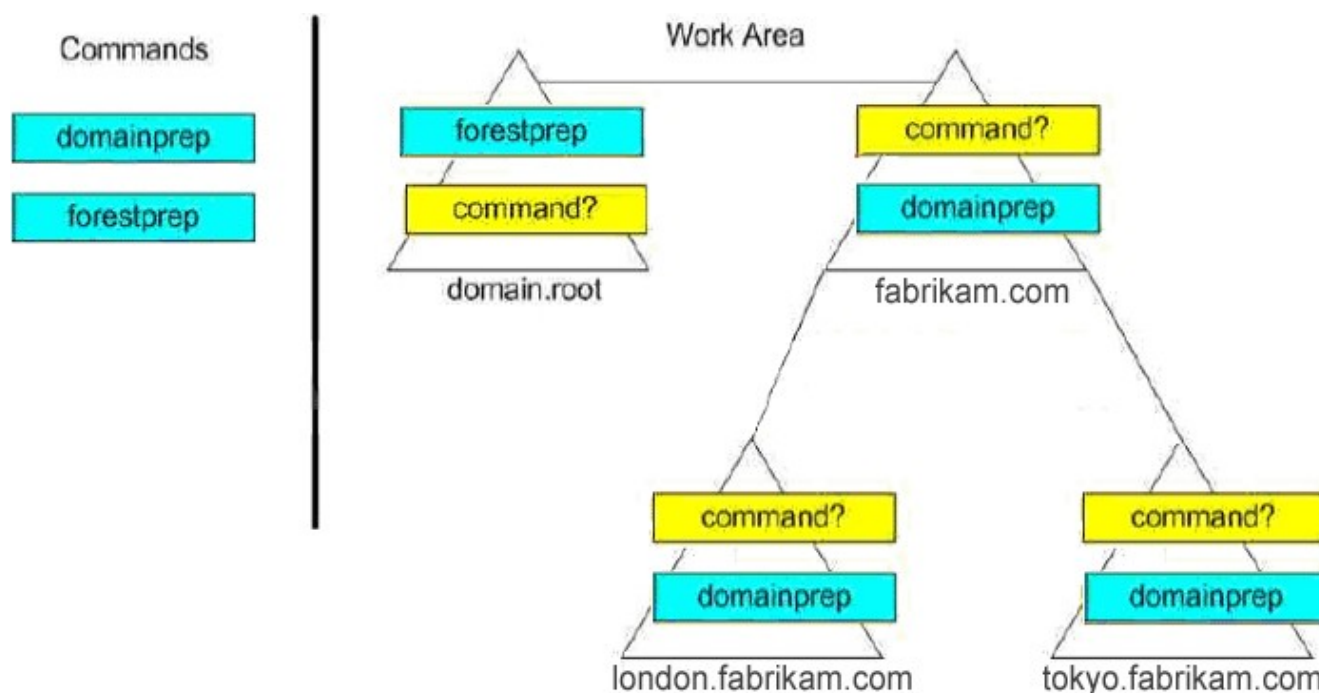 Commands
domainprep
forestprep
Work Area
forestprep
command?
domain.root
command?
domainprep
fabrikam.com
command?
domainprep
london.fabrikam.com
command?
domainprep
tokyo.fabrikam.com